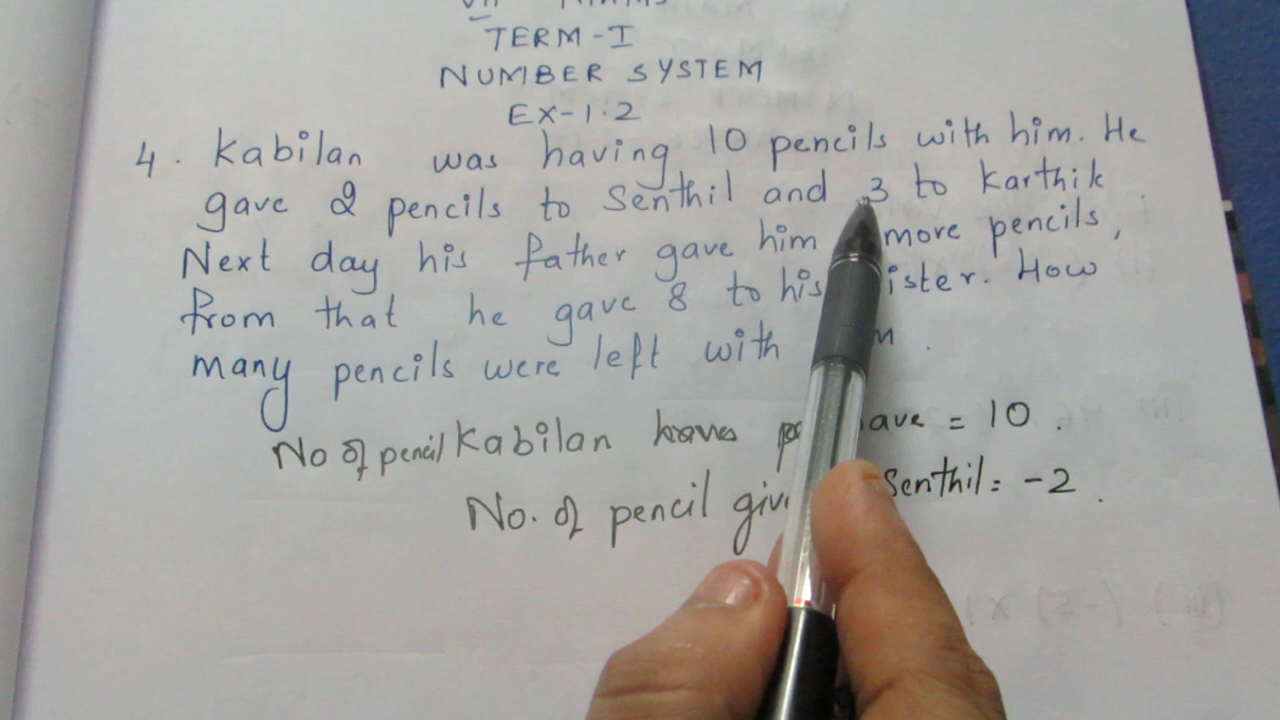 TERM-I
NUMBER SYSTEM
EX-1.2
4. Kabilan was having 10 pencils with him. He
gave 2 pencils to Senthil and 3 to Karthik
Next day his father gave him more pencils,
from that he gave 8 to his ister. How
many pencils were left with m.
No of pencil Kabilan ave = 10.
No. of pencil giv Senthil = -2.